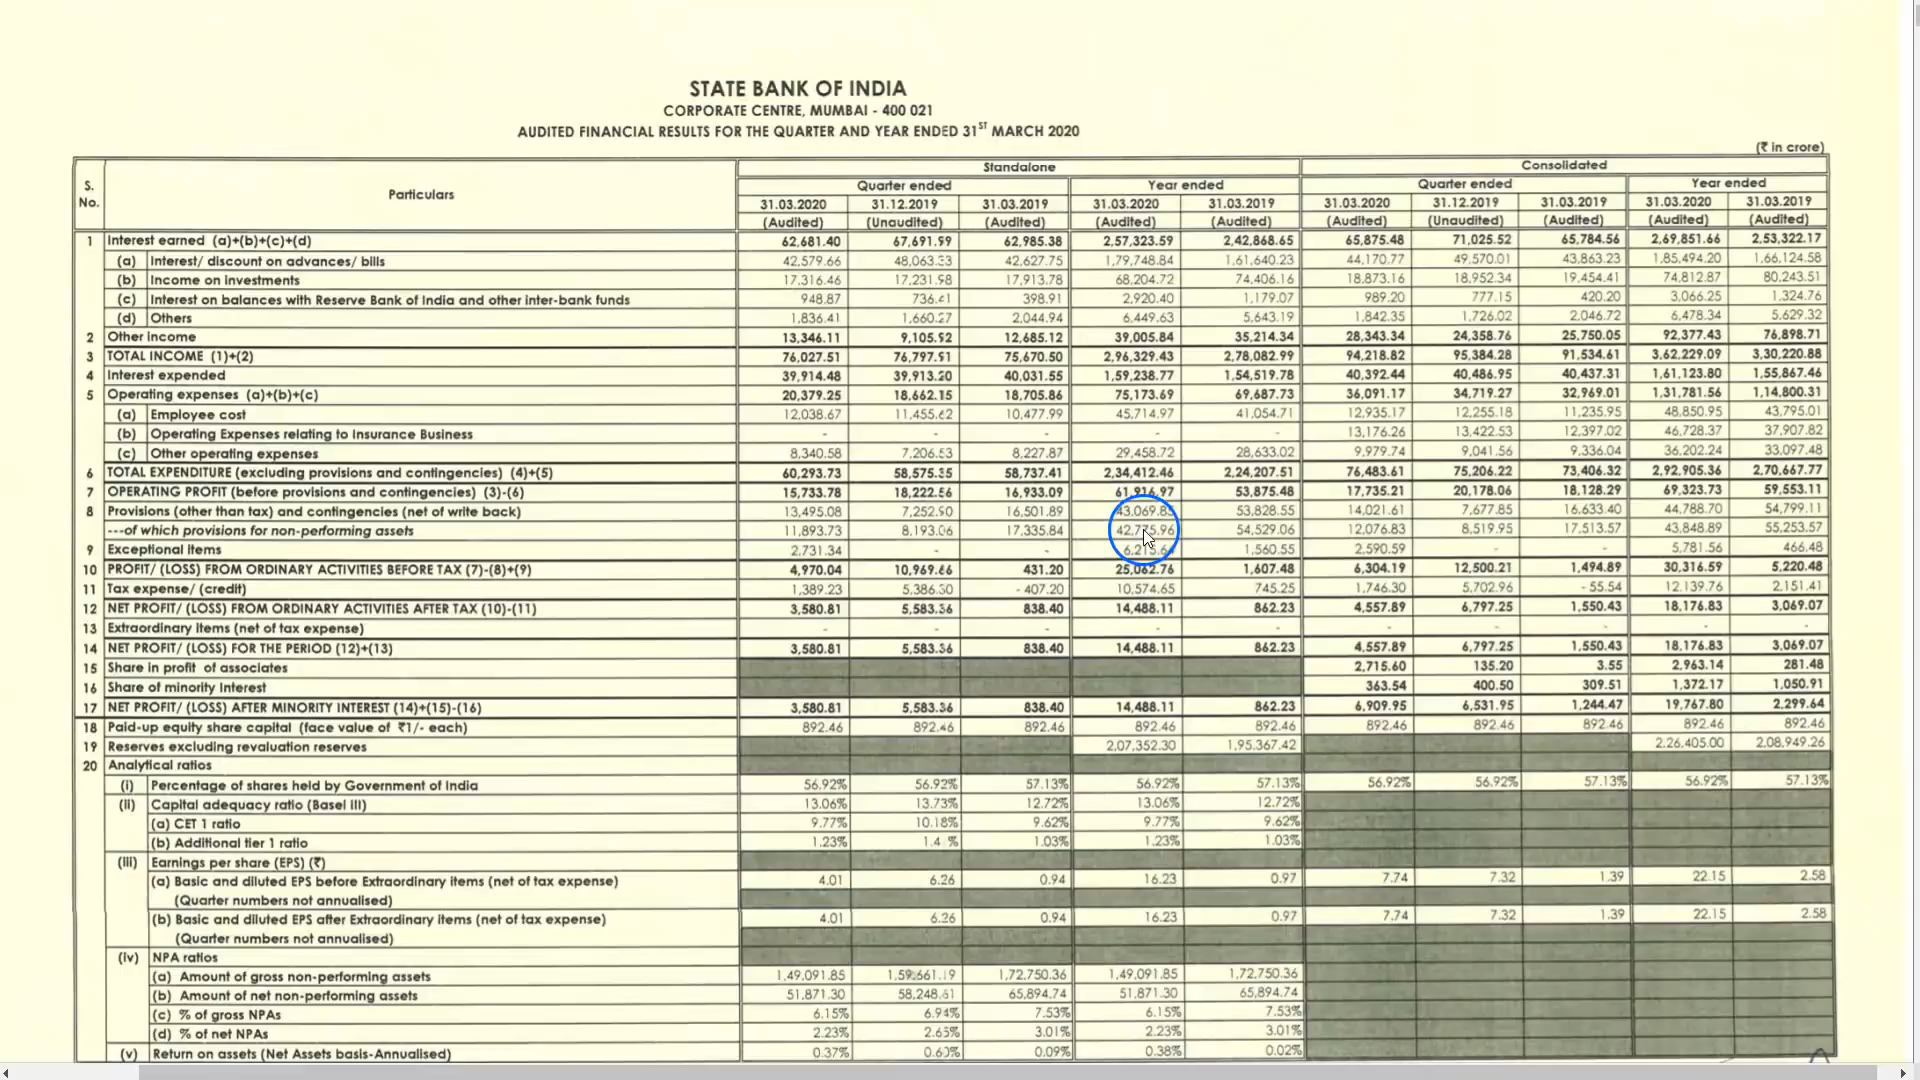 STATE BANK OF INDIA
CORPORATE CENTRE, MUMBAI - 400 021
AUDITED FINANCIAL RESULTS FOR THE QUARTER AND YEAR ENDED 31ST MARCH 2020
(₹ in crore)
S. No. Particulars Standalone Consolidated
Quarter ended Year ended Quarter ended Year ended
31.03.2020 31.12.2019 31.03.2019 31.03.2020 31.03.2019 31.03.2020 31.12.2019 31.03.2019 31.03.2020 31.03.2019
(Audited) (Unaudited) (Audited) (Audited) (Audited) (Audited) (Unaudited) (Audited) (Audited) (Audited)
1 Interest earned (a)+(b)+(c)+(d) 62,681.40 67,691.99 62,985.38 2,57,323.59 2,42,868.65 65,875.48 71,025.52 65,784.56 2,69,851.66 2,53,322.17
(a) Interest/ discount on advances/ bills 42,579.66 48,063.33 42,627.75 1,79,748.84 1,61,640.23 44,170.77 49,570.01 43,863.23 1,85,494.20 1,66,124.58
(b) Income on investments 17,316.46 17,231.98 17,913.78 68,204.72 74,406.16 18,873.16 18,952.34 19,454.41 74,812.87 80,243.51
(c) Interest on balances with Reserve Bank of India and other inter-bank funds 948.87 736.41 398.91 2,920.40 1,179.07 989.20 777.15 420.20 3,066.25 1,324.76
(d) Others 1,836.41 1,660.27 2,044.94 6,449.63 5,643.19 1,842.35 1,726.02 2,046.72 6,478.34 5,629.32
2 Other income 13,346.11 9,105.92 12,685.12 39,005.84 35,214.34 28,343.34 24,358.76 25,750.05 92,377.43 76,898.71
3 TOTAL INCOME (1)+(2) 76,027.51 76,797.91 75,670.50 2,96,329.43 2,78,082.99 94,218.82 95,384.28 91,534.61 3,62,229.09 3,30,220.88
4 Interest expended 39,914.48 39,913.20 40,031.55 1,59,238.77 1,54,519.78 40,392.44 40,486.95 40,437.31 1,61,123.80 1,55,867.46
5 Operating expenses (a)+(b)+(c) 20,379.25 18,662.15 18,705.86 75,173.69 69,687.73 36,091.17 34,719.27 32,969.01 1,31,781.56 1,14,800.31
(a) Employee cost 12,038.67 11,455.62 10,477.99 45,714.97 41,054.71 12,935.17 12,255.18 11,235.95 48,850.95 43,795.01
(b) Operating Expenses relating to Insurance Business - - - - - 13,176.26 13,422.53 12,397.02 46,728.37 37,907.82
(c) Other operating expenses 8,340.58 7,206.53 8,227.87 29,458.72 28,633.02 9,979.74 9,041.56 9,336.04 36,202.24 33,097.48
6 TOTAL EXPENDITURE (excluding provisions and contingencies) (4)+(5) 60,293.73 58,575.35 58,737.41 2,34,412.46 2,24,207.51 76,483.61 75,206.22 73,406.32 2,92,905.36 2,70,667.77
7 OPERATING PROFIT (before provisions and contingencies) (3)-(6) 15,733.78 18,222.56 16,933.09 61,916.97 53,875.48 17,735.21 20,178.06 18,128.29 69,323.73 59,553.11
8 Provisions (other than tax) and contingencies (net of write back) 13,495.08 7,252.90 16,501.89 43,069.85 53,828.55 14,021.61 7,677.85 16,633.40 44,788.70 54,799.11
---of which provisions for non-performing assets 11,893.73 8,193.06 17,335.84 42,775.96 54,529.06 12,076.83 8,519.95 17,513.57 43,848.89 55,253.57
9 Exceptional items 2,731.34 - - 6,215.64 1,560.55 2,590.59 - - 5,781.56 466.48
10 PROFIT/ (LOSS) FROM ORDINARY ACTIVITIES BEFORE TAX (7)-(8)+(9) 4,970.04 10,969.66 431.20 25,062.76 1,607.48 6,304.19 12,500.21 1,494.89 30,316.59 5,220.48
11 Tax expense/ (credit) 1,389.23 5,386.30 - 407.20 10,574.65 745.25 1,746.30 5,702.96 - 55.54 12,139.76 2,151.41
12 NET PROFIT/ (LOSS) FROM ORDINARY ACTIVITIES AFTER TAX (10)-(11) 3,580.81 5,583.36 838.40 14,488.11 862.23 4,557.89 6,797.25 1,550.43 18,176.83 3,069.07
13 Extraordinary items (net of tax expense) - - - - - - - - - -
14 NET PROFIT/ (LOSS) FOR THE PERIOD (12)+(13) 3,580.81 5,583.36 838.40 14,488.11 862.23 4,557.89 6,797.25 1,550.43 18,176.83 3,069.07
15 Share in profit of associates 2,715.60 135.20 3.55 2,963.14 281.48
16 Share of minority interest 363.54 400.50 309.51 1,372.17 1,050.91
17 NET PROFIT/ (LOSS) AFTER MINORITY INTEREST (14)+(15)-(16) 3,580.81 5,583.36 838.40 14,488.11 862.23 6,909.95 6,531.95 1,244.47 19,767.80 2,299.64
18 Paid-up equity share capital (face value of ₹1/- each) 892.46 892.46 892.46 892.46 892.46 892.46 892.46 892.46 892.46 892.46
19 Reserves excluding revaluation reserves 2,07,352.30 1,95,367.42 2,26,405.00 2,08,949.26
20 Analytical ratios
(i) Percentage of shares held by Government of India 56.92% 56.92% 57.13% 56.92% 57.13% 56.92% 56.92% 57.13% 56.92% 57.13%
(ii) Capital adequacy ratio (Basel III) 13.06% 13.73% 12.72% 13.06% 12.72%
(a) CET 1 ratio 9.77% 10.18% 9.62% 9.77% 9.62%
(b) Additional tier 1 ratio 1.23% 1.03% 1.23% 1.03%
(iii) Earnings per share (EPS) (₹)
(a) Basic and diluted EPS before Extraordinary items (net of tax expense) 4.01 6.26 0.94 16.23 0.97 7.74 7.32 1.39 22.15 2.58
(Quarter numbers not annualised)
(b) Basic and diluted EPS after Extraordinary items (net of tax expense) 4.01 6.26 0.94 16.23 0.97 7.74 7.32 1.39 22.15 2.58
(Quarter numbers not annualised)
(iv) NPA ratios
(a) Amount of gross non-performing assets 1,49,091.85 1,59,661.19 1,72,750.36 1,49,091.85 1,72,750.36
(b) Amount of net non-performing assets 51,871.30 58,248.61 65,894.74 51,871.30 65,894.74
(c) % of gross NPAs 6.15% 6.94% 7.53% 6.15% 7.53%
(d) % of net NPAs 2.23% 2.65% 3.01% 2.23% 3.01%
(v) Return on assets (Net Assets basis-Annualised) 0.37% 0.09% 0.38% 0.02%